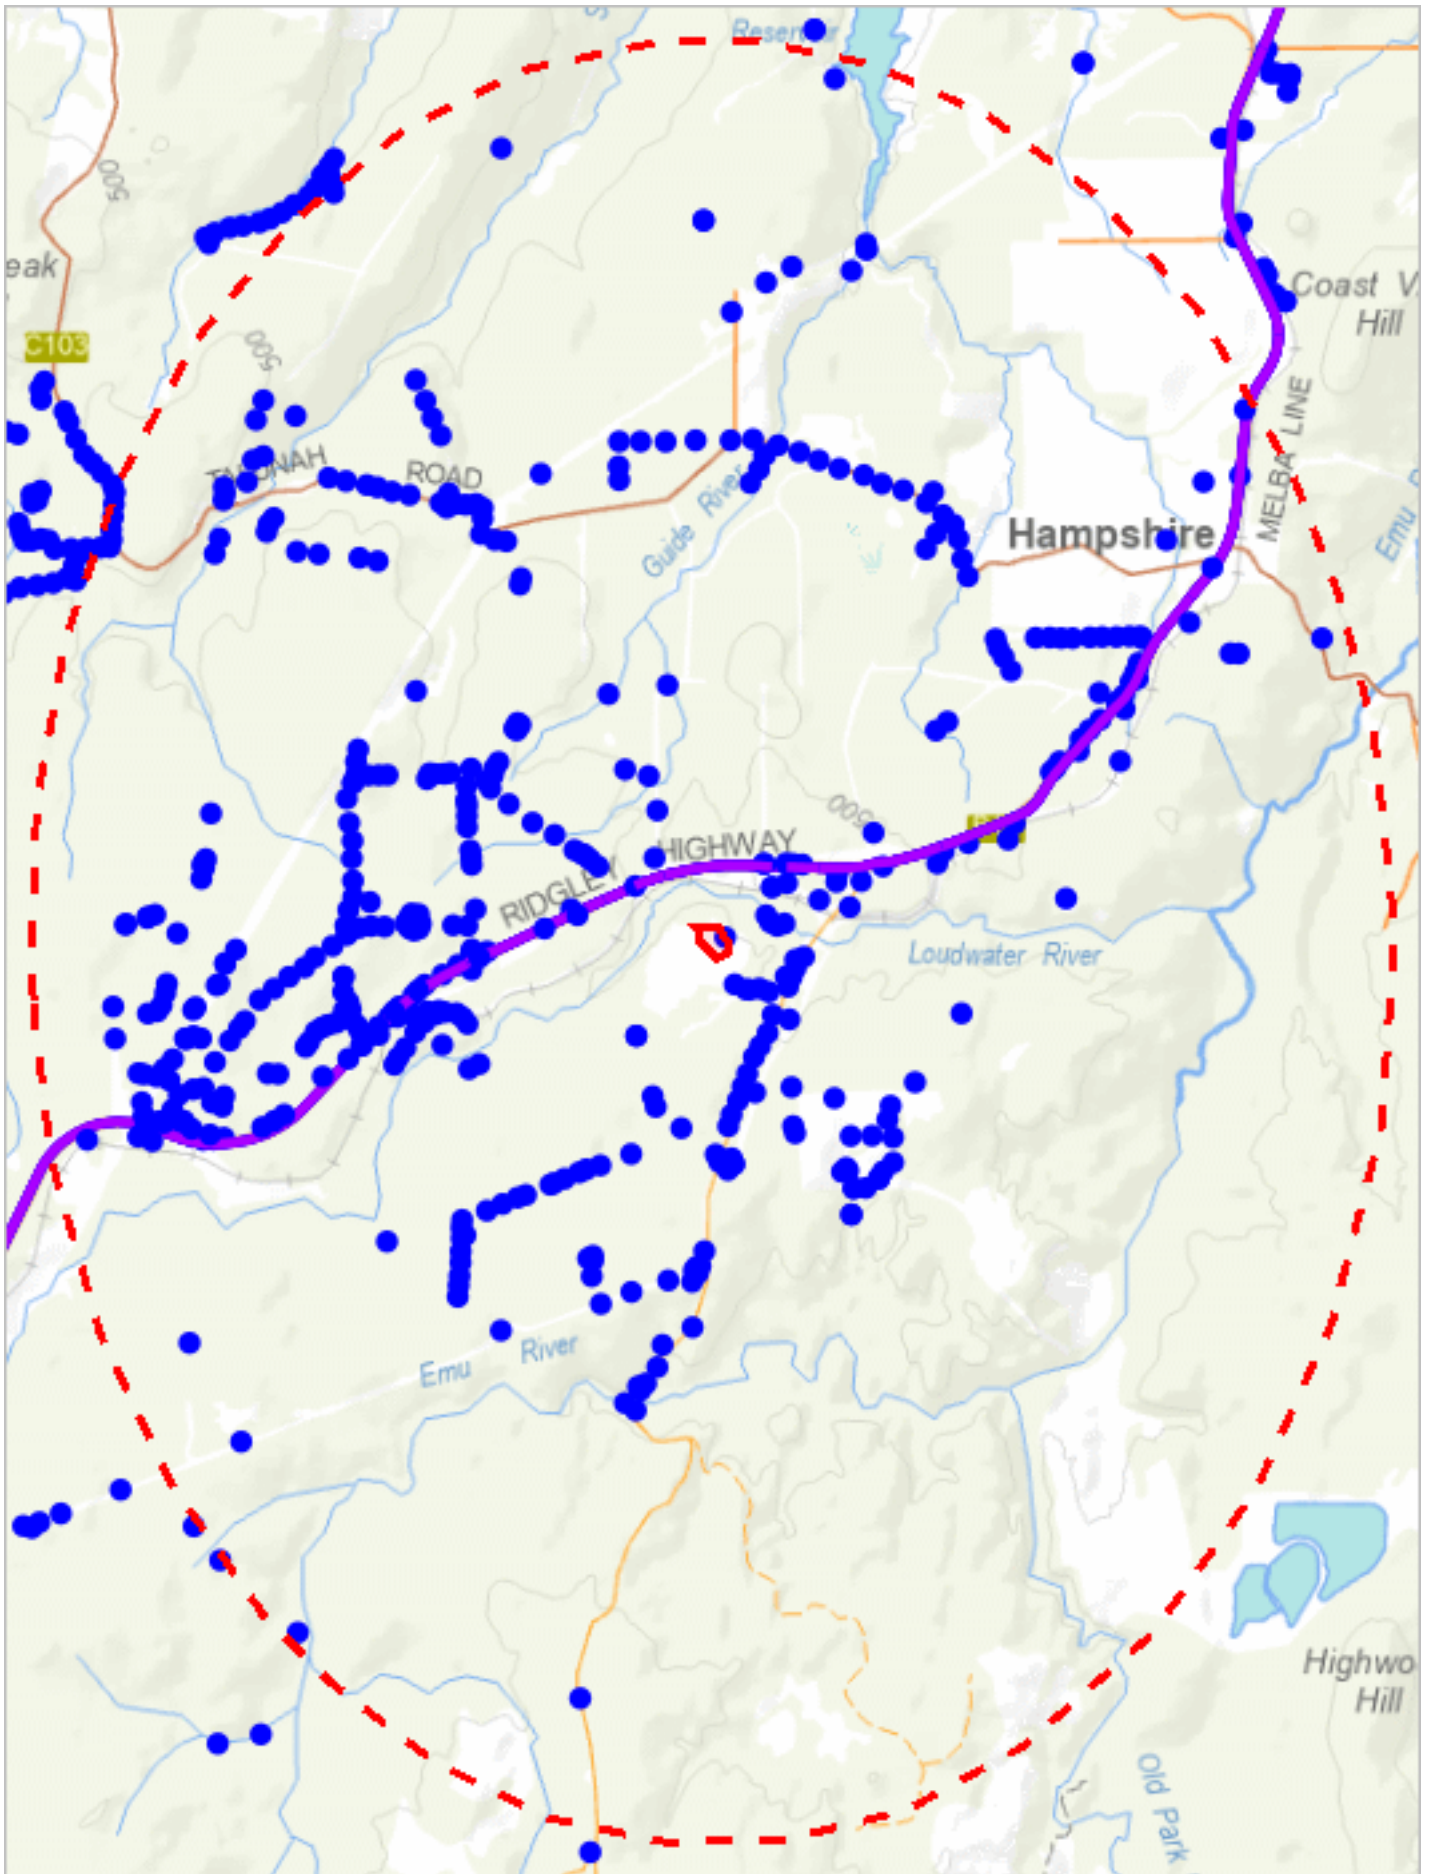 Reservoir
500
eak
C103
Coast V.
Hill
500
MELBA LINE
TAKONAH ROAD
Guide River
Hampshire
Emu
500
RIDGLEY HIGHWAY
Loudwater River
Emu River
Highwo
Hill
Old Park